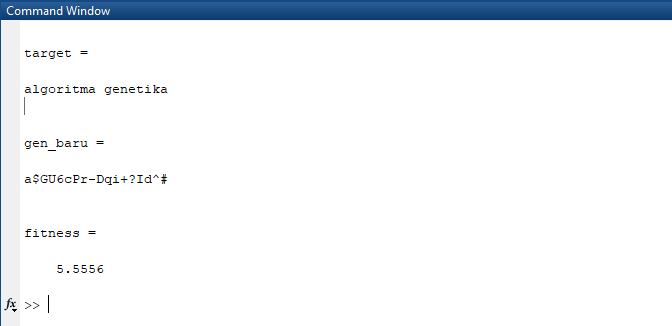 Command Window
target =
algoritma genetika
gen_baru =
a$GU6cPr-Dqi+?Id^#
fitness =
5.5556
fx >>